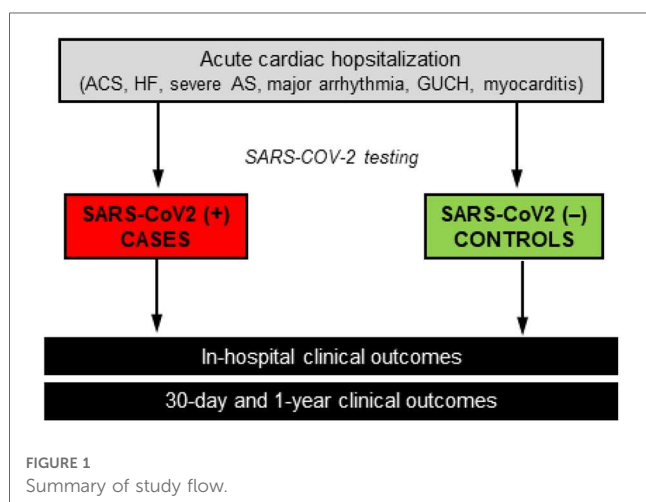 Acute cardiac hopsitalization
(ACS, HF, severe AS, major arrhythmia, GUCH, myocarditis)
SARS-COV-2 testing
SARS-CoV2 (+)
CASES
SARS-CoV2 (–)
CONTROLS
In-hospital clinical outcomes
30-day and 1-year clinical outcomes
FIGURE 1
Summary of study flow.